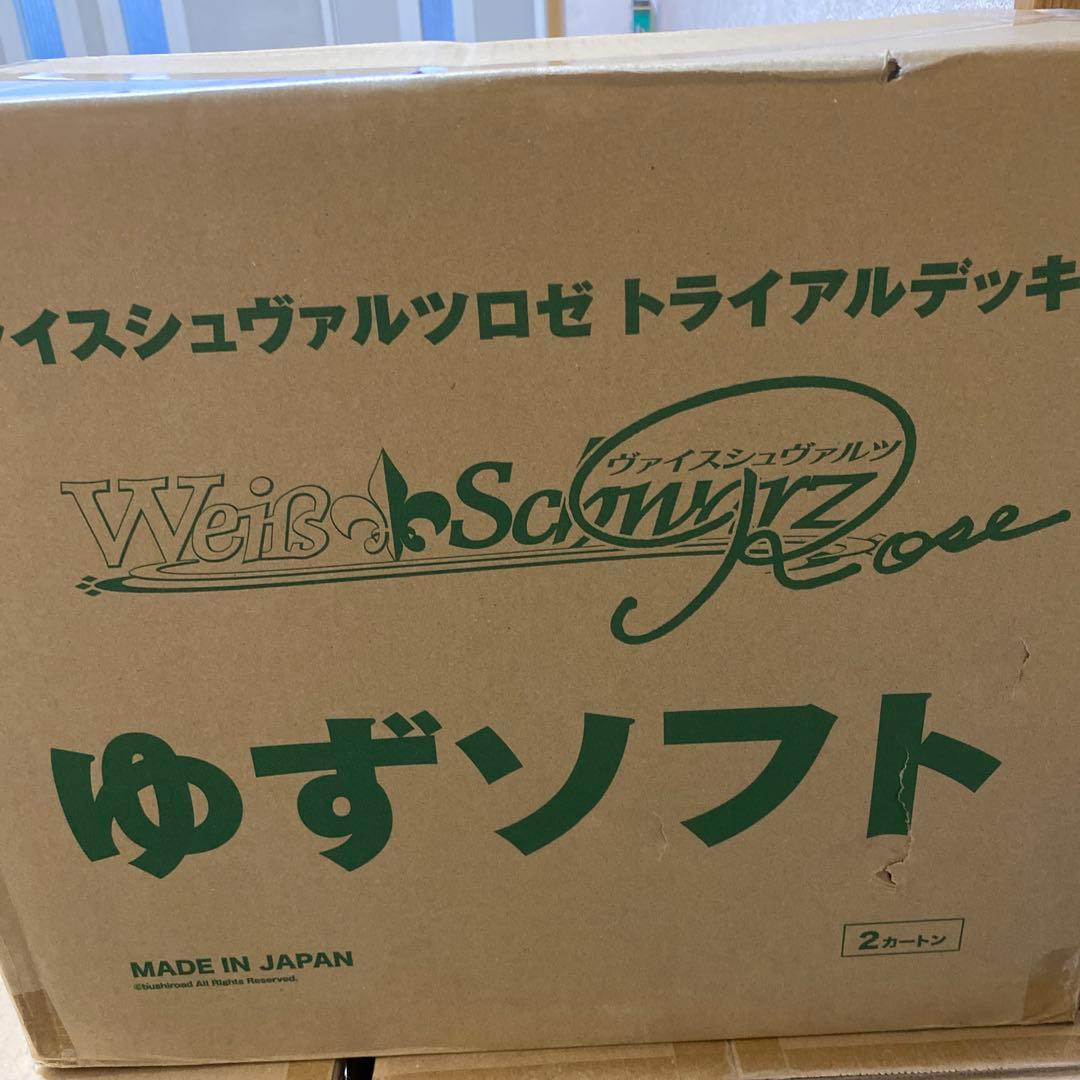 ァイスシュヴァルツロゼ トライアルデッキ
Weiß Schwarz
ヴァイスシュヴァルツ
Rose
ゆずソフト
2カートン
MADE IN JAPAN
©bushiroad All Rights Reserved.